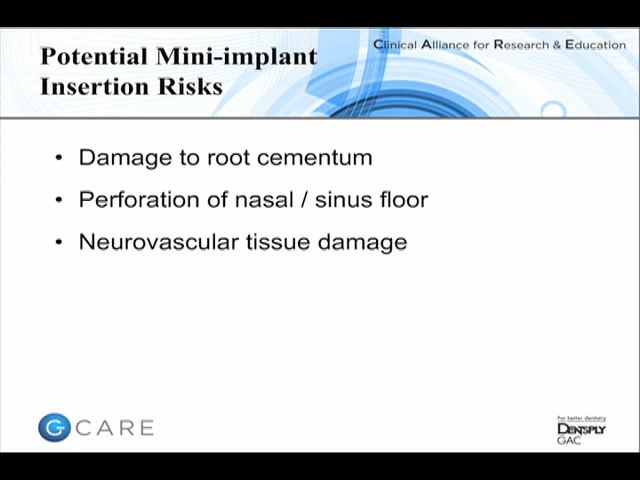 Potential Mini-implant
Insertion Risks
Clinical Alliance for Research & Education
• Damage to root cementum
• Perforation of nasal / sinus floor
• Neurovascular tissue damage
G CARE
For better dentistry
DENTSPLY
GAC